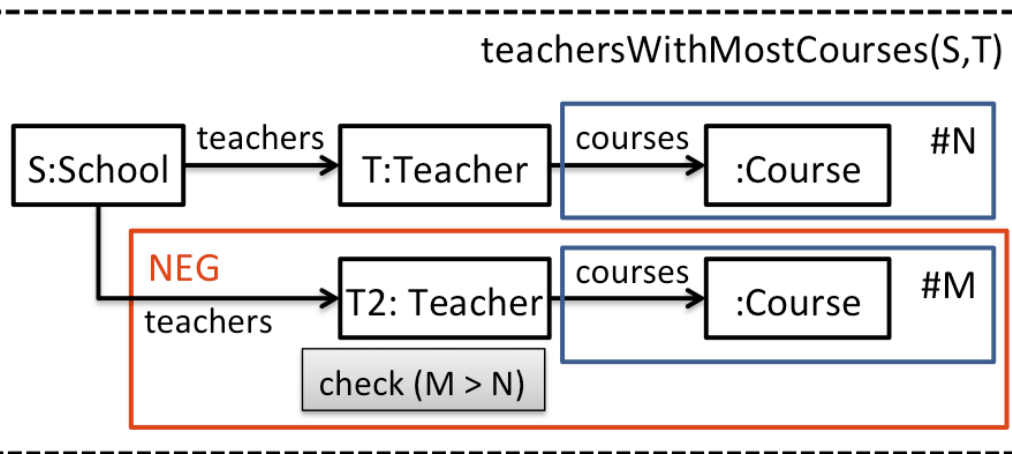 teachersWithMostCourses(S,T)
teachers
courses
#N
S:School
T:Teacher
:Course
NEG
courses
#M
T2: Teacher
:Course
teachers
check (M > N)